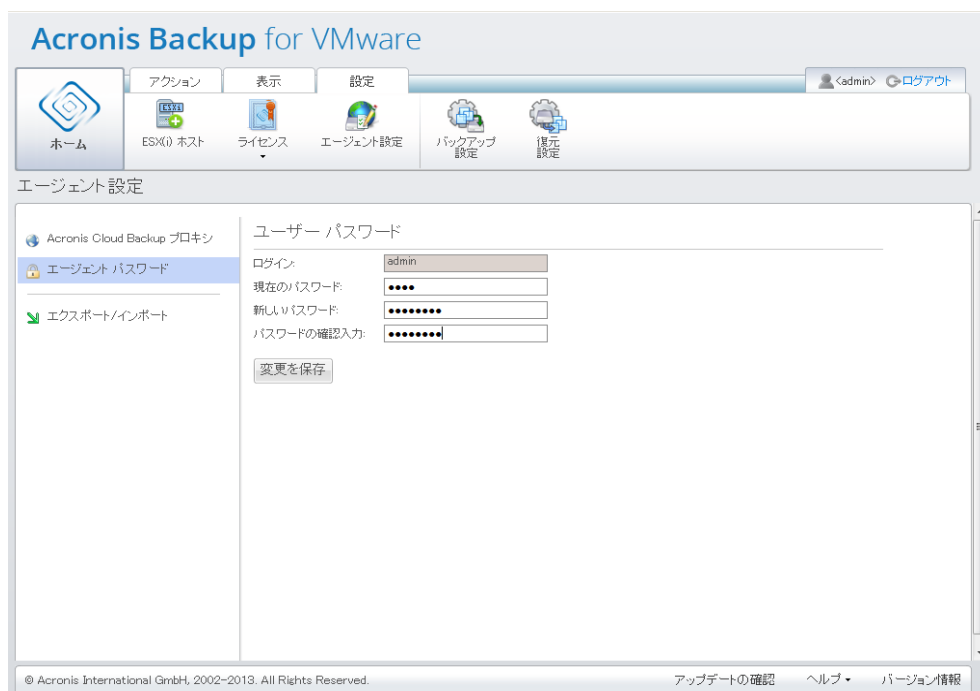 Acronis Backup for VMware
アクション 表示 設定 <admin> ログアウト
ホーム
ESX(i) ホスト ライセンス エージェント設定 バックアップ 設定 復元 設定
エージェント設定
Acronis Cloud Backup プロキシ
エージェント パスワード
エクスポート/インポート
ユーザー パスワード
ログイン: admin
現在のパスワード: ••••
新しいパスワード: ••••••••
パスワードの確認入力: ••••••••
変更を保存
© Acronis International GmbH, 2002-2013. All Rights Reserved. アップデートの確認 ヘルプ バージョン情報